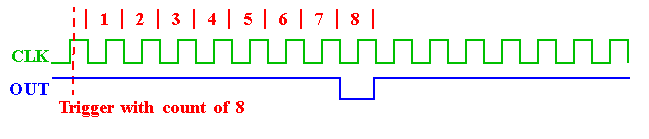 | 1 | 2 | 3 | 4 | 5 | 6 | 7 | 8 |
CLK
OUT
Trigger with count of 8